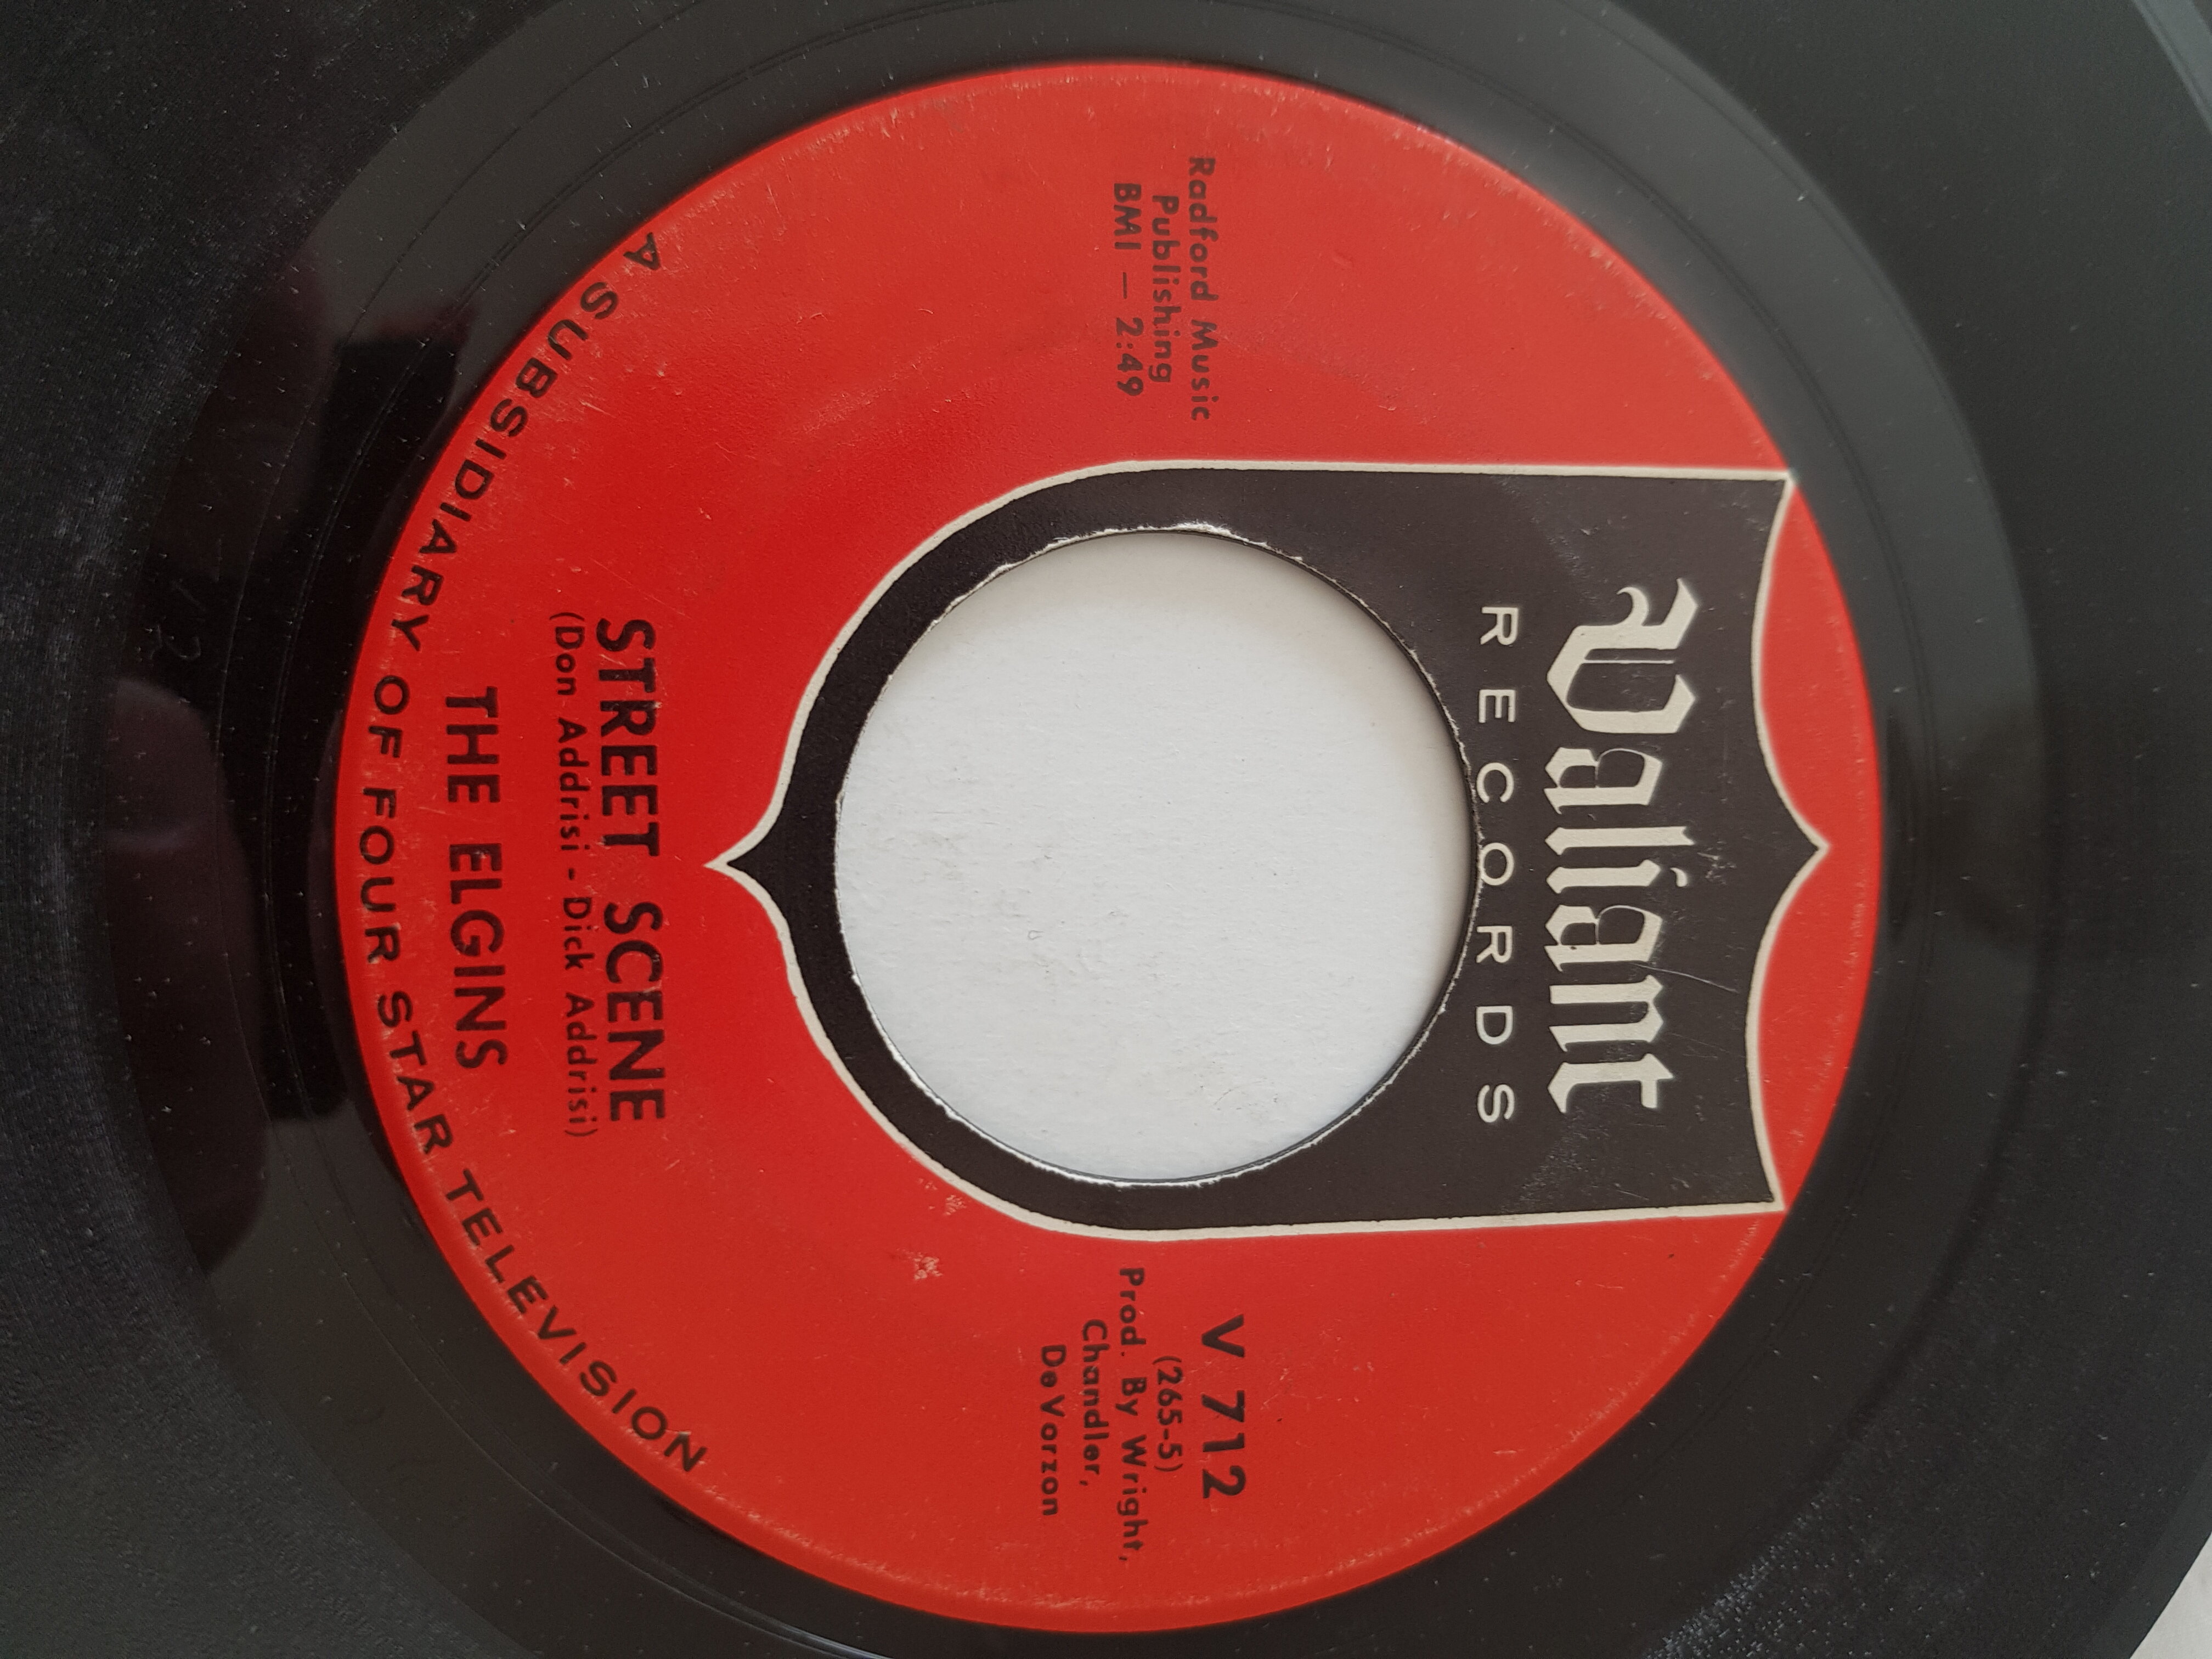 Valiant
RECORDS
Radford Music
Publishing
BMI — 2:49
V 712
(265-5)
Prod. By Wright,
Chandler,
DeVorzon
STREET SCENE
(Don Addrisi - Dick Addrisi)
THE ELGINS
A SUBSIDIARY OF FOUR STAR TELEVISION